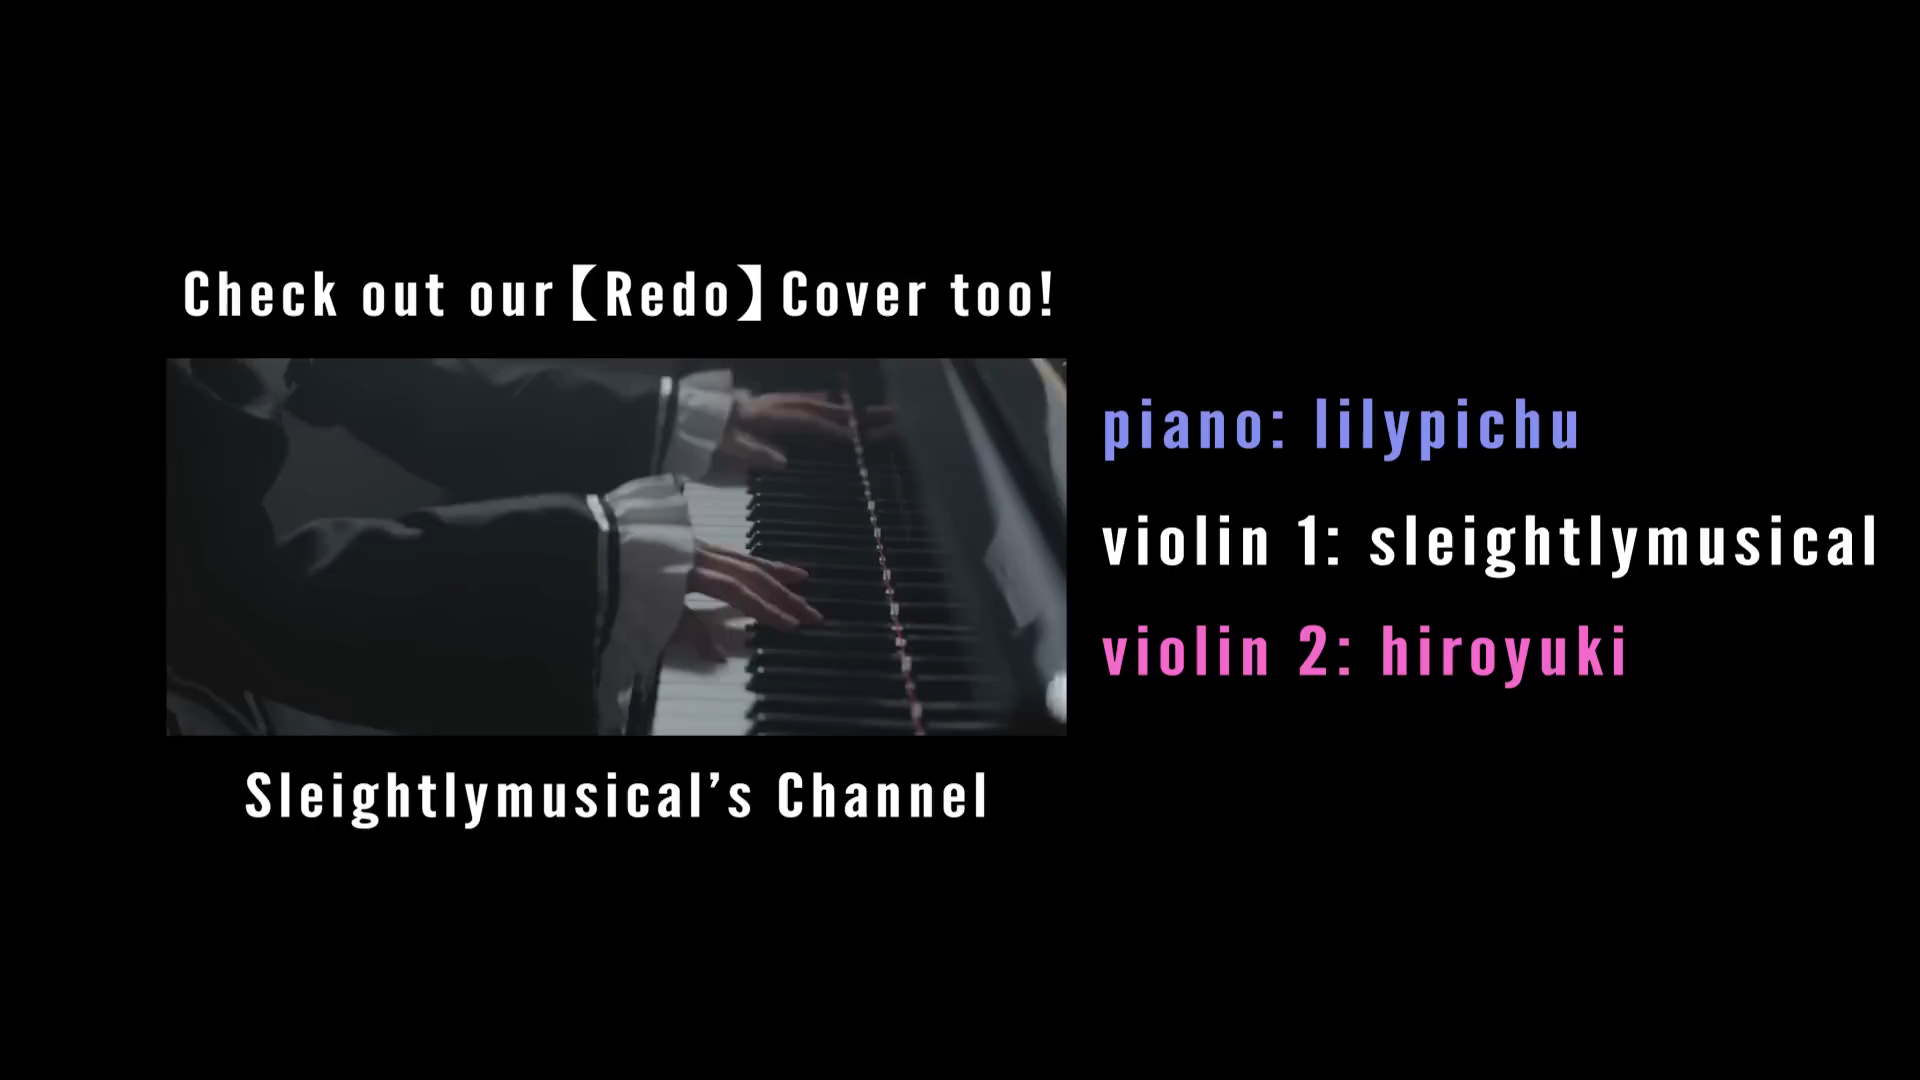 Check out our【Redo】Cover too!
piano: lilypichu
violin 1: sleightlymusical
violin 2: hiroyuki
Sleightlymusical’s Channel